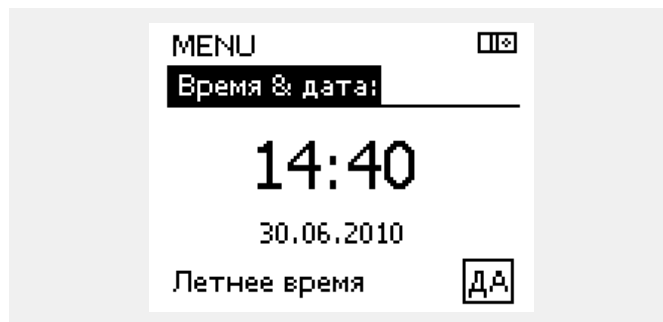 MENU
Время & дата:
14:40
30.06.2010
Летнее время ДА